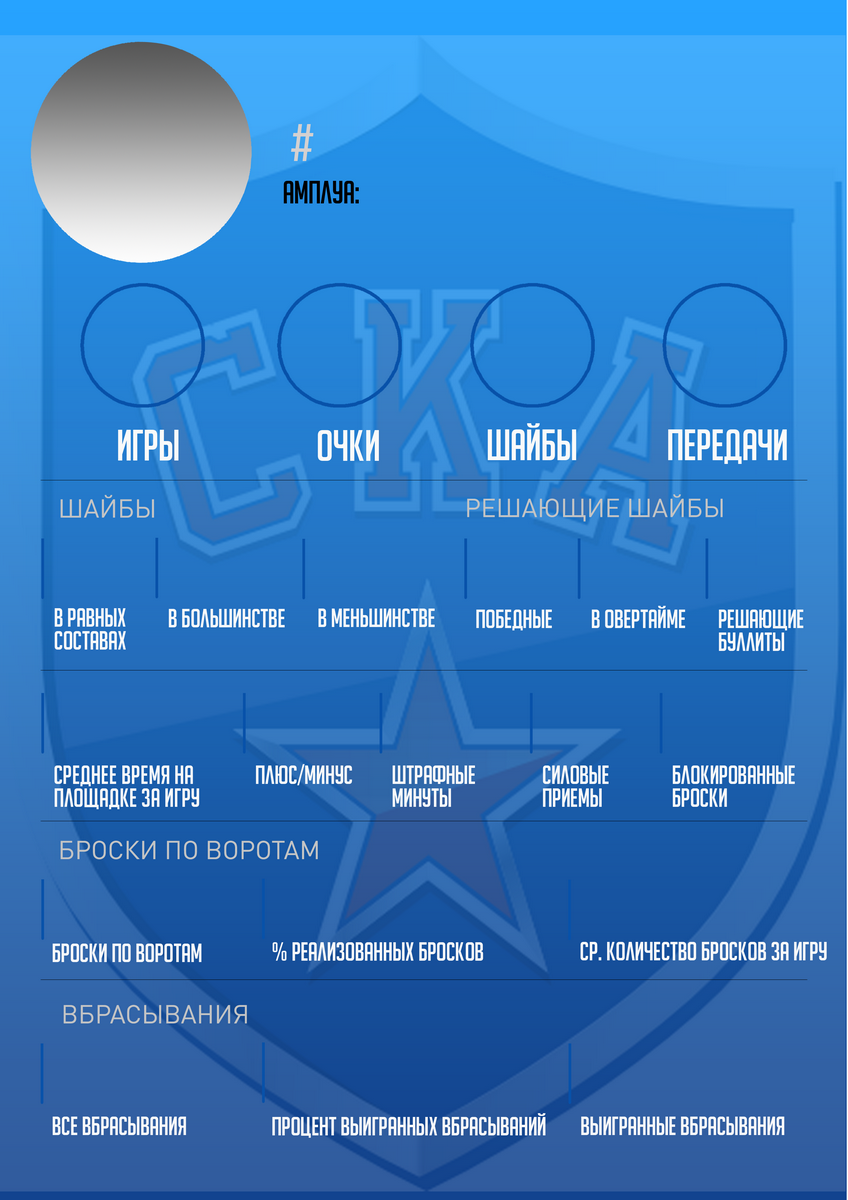 #
АМПЛУА:
СКА
ИГРЫ ОЧКИ ШАЙБЫ ПЕРЕДАЧИ
ШАЙБЫ РЕШАЮЩИЕ ШАЙБЫ
В РАВНЫХ
СОСТАВАХ
В БОЛЬШИНСТВЕ
В МЕНЬШИНСТВЕ
ПОБЕДНЫЕ
В ОВЕРТАЙМЕ
РЕШАЮЩИЕ
БУЛЛИТЫ
СРЕДНЕЕ ВРЕМЯ НА
ПЛОЩАДКЕ ЗА ИГРУ
ПЛЮС/МИНУС
ШТРАФНЫЕ
МИНУТЫ
СИЛОВЫЕ
ПРИЕМЫ
БЛОКИРОВАННЫЕ
БРОСКИ
БРОСКИ ПО ВОРОТАМ
БРОСКИ ПО ВОРОТАМ
% РЕАЛИЗОВАННЫХ БРОСКОВ
СР. КОЛИЧЕСТВО БРОСКОВ ЗА ИГРУ
ВБРАСЫВАНИЯ
ВСЕ ВБРАСЫВАНИЯ
ПРОЦЕНТ ВЫИГРАННЫХ ВБРАСЫВАНИЙ
ВЫИГРАННЫЕ ВБРАСЫВАНИЯ